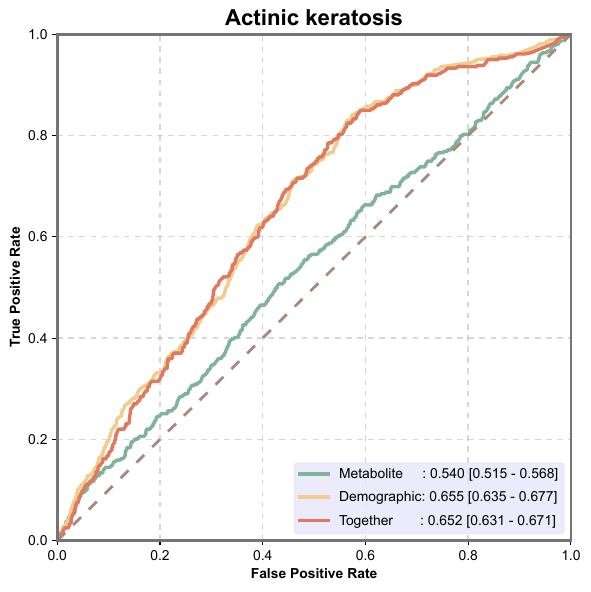 Actinic keratosis
True Positive Rate
1.0
0.8
0.6
0.4
0.2
0.0
Metabolite : 0.540 [0.515 - 0.568]
Demographic: 0.655 [0.635 - 0.677]
Together : 0.652 [0.631 - 0.671]
0.0 0.2 0.4 0.6 0.8 1.0
False Positive Rate